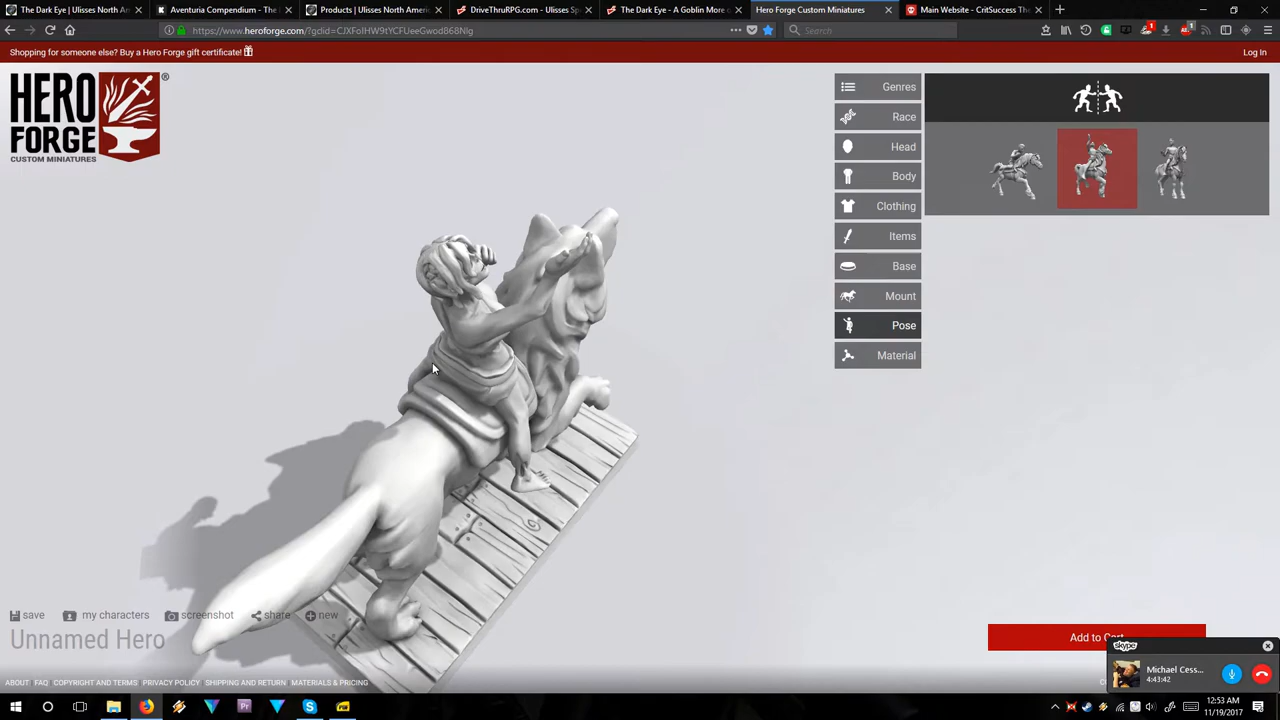 The Dark Eye | Ulisses North Am
Aventuria Compendium - The
Products | Ulisses North Ameri
DriveThruRPG.com - Ulisses Sp
The Dark Eye - A Goblin More o
Hero Forge Custom Miniatures
Main Website – CritSuccess Th
https://www.heroforge.com/?gclid=CJXFoIHW9tYCFUeeGwod868Nlg
Search
Shopping for someone else? Buy a Hero Forge gift certificate!
Log In
HERO
FORGE
®
CUSTOM MINIATURES
Genres
Race
Head
Body
Clothing
Items
Base
Mount
Pose
Material
save
my characters
screenshot
share
new
Unnamed Hero
Add to Cart
skype
Michael Cess...
4:43:42
ABOUT
FAQ
COPYRIGHT AND TERMS
PRIVACY POLICY
SHIPPING AND RETURN
MATERIALS & PRICING
12:53 AM
11/19/2017